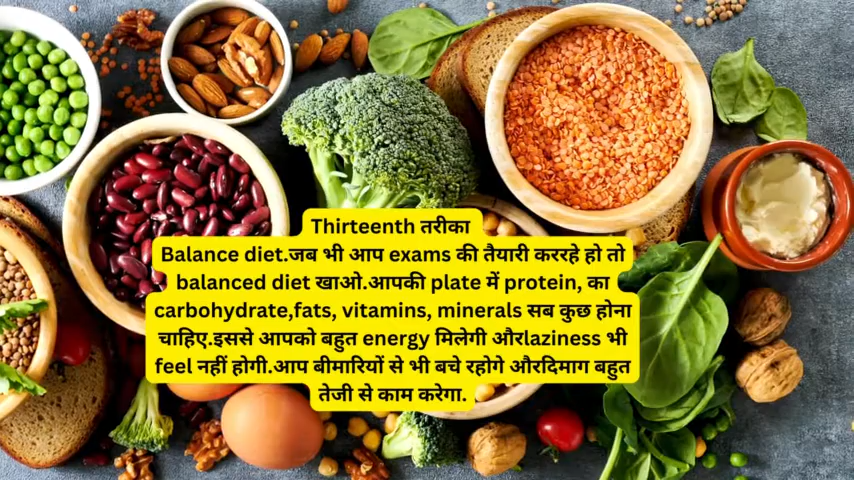 Thirteenth तरीका
Balance diet.जब भी आप exams की तैयारी कररहे हो तो
balanced diet खाओ.आपकी plate में protein, का
carbohydrate,fats, vitamins, minerals सब कुछ होना
चाहिए.इससे आपको बहुत energy मिलेगी औरlaziness भी
feel नहीं होगी.आप बीमारियों से भी बचे रहोगे औरदिमाग बहुत
तेजी से काम करेगा.